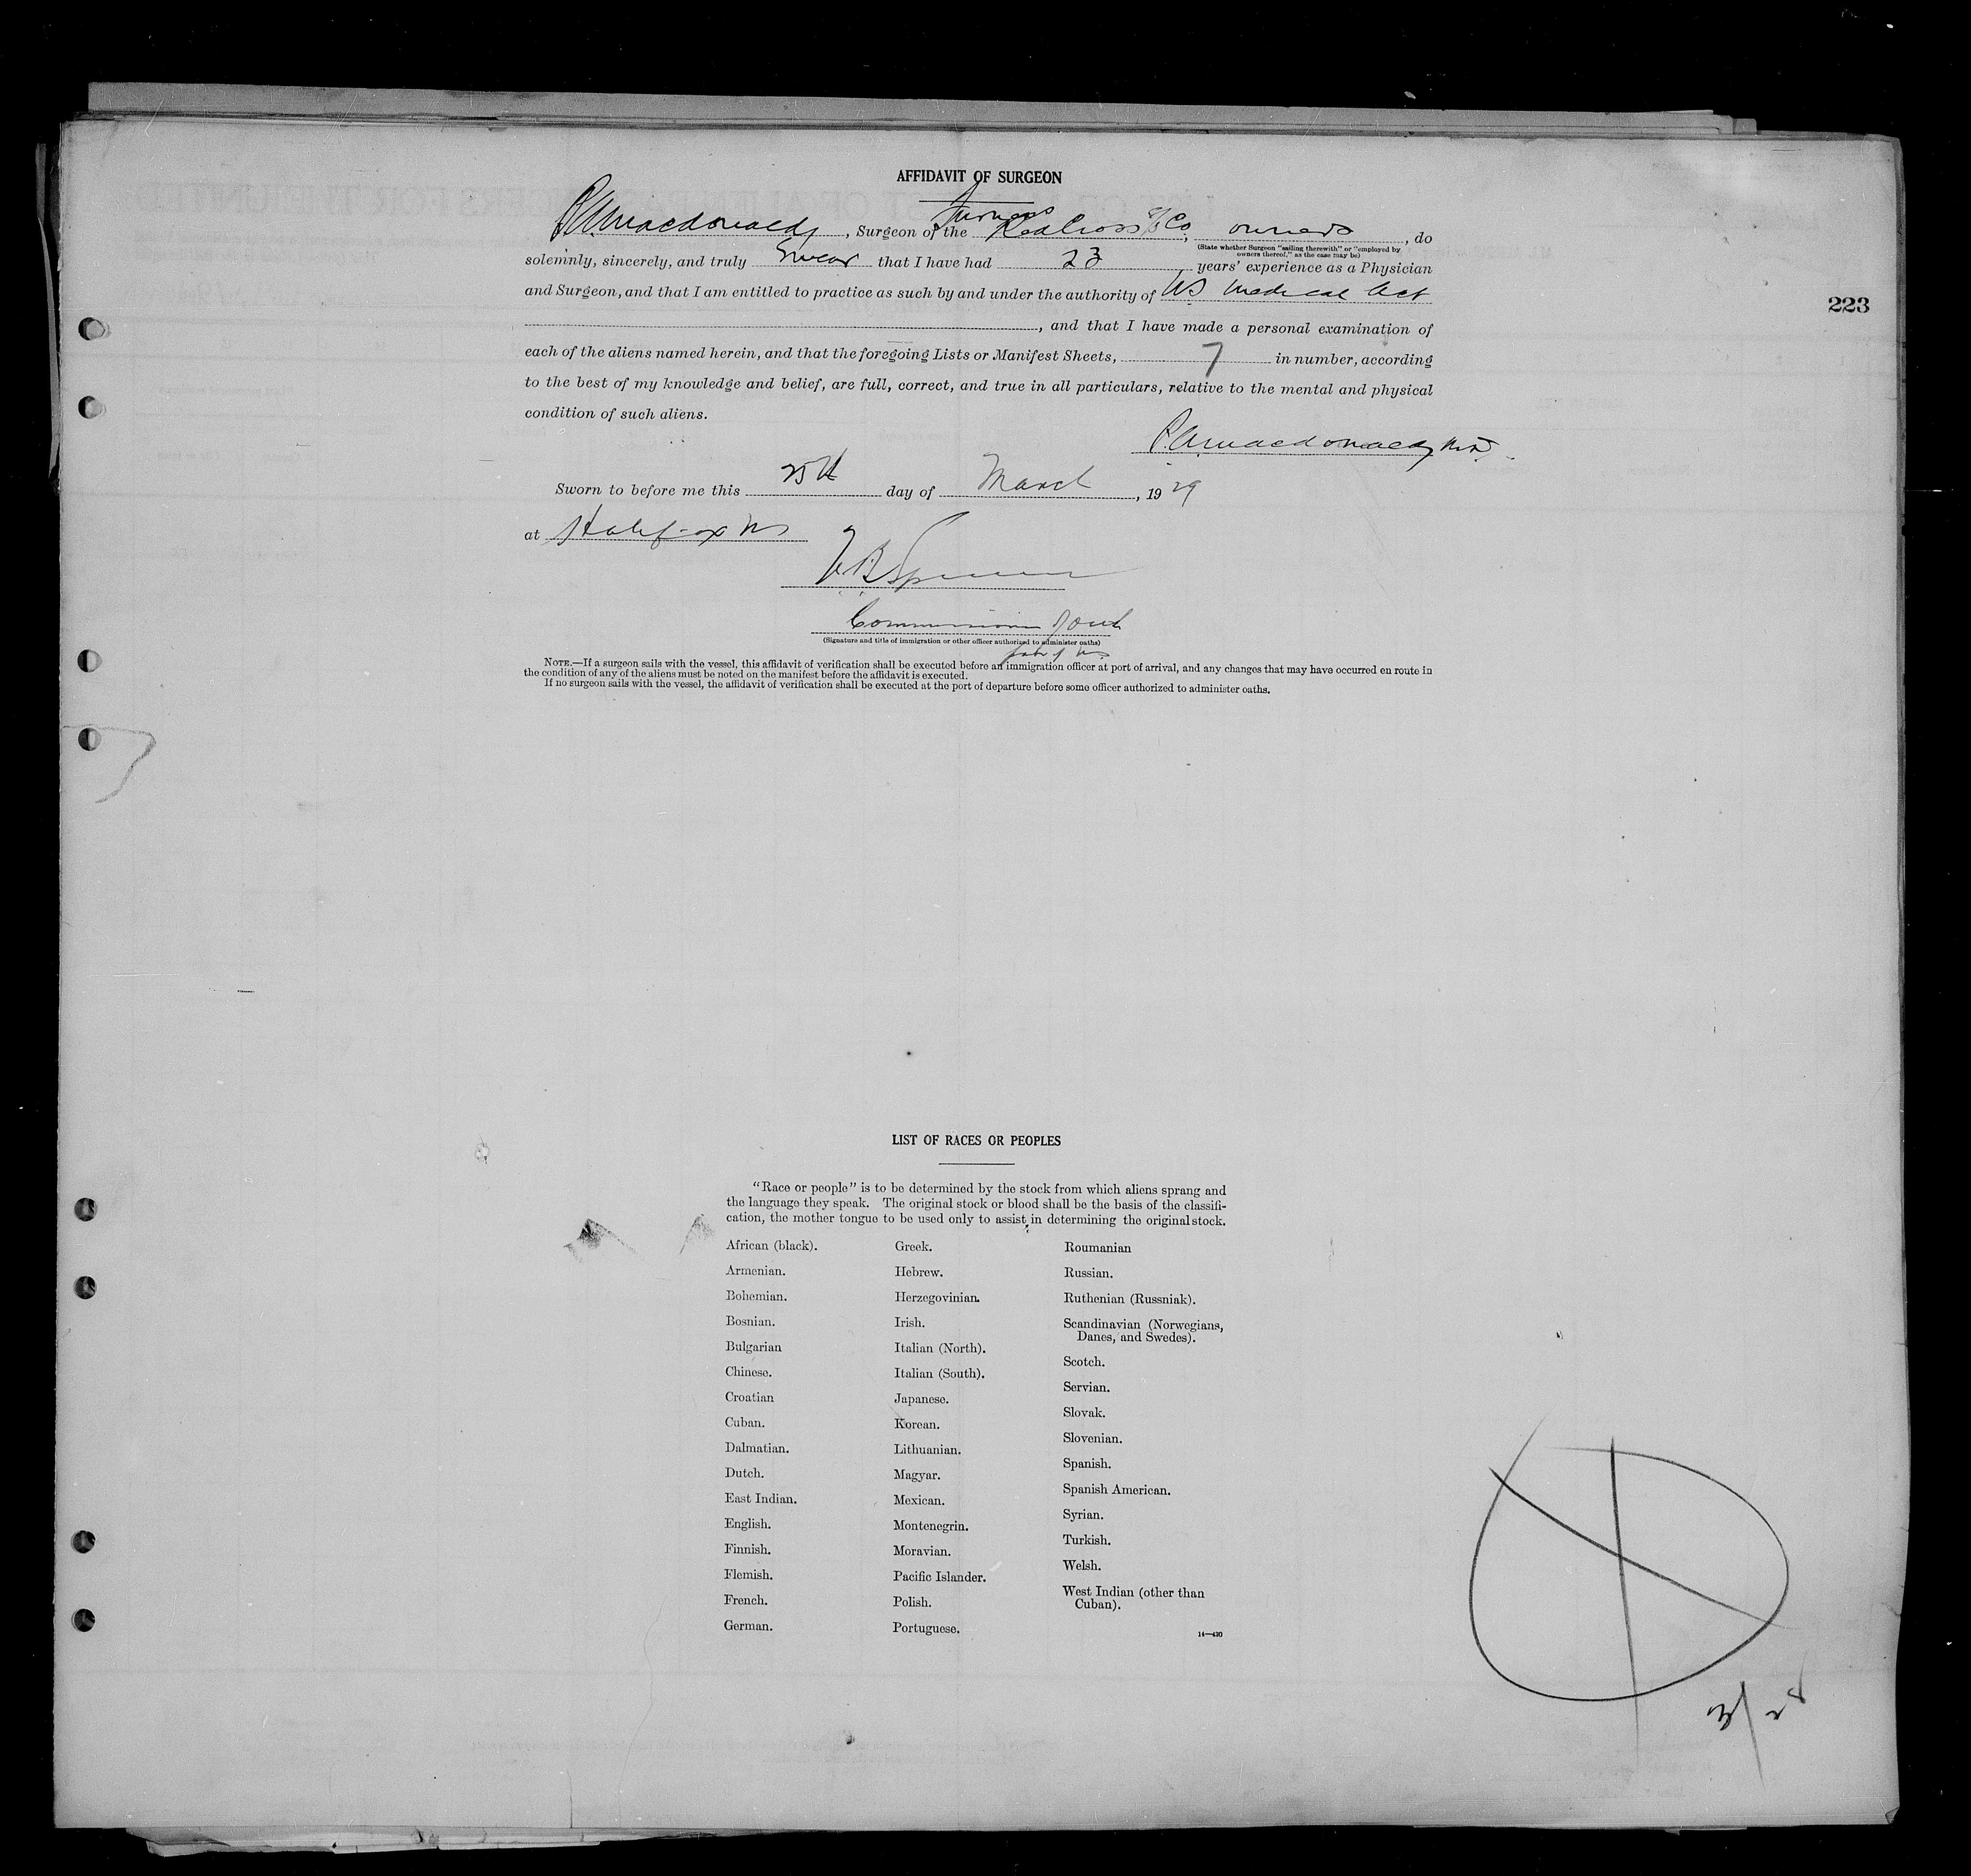 AFFIDAVIT OF SURGEON
Furness
P.A. Macdonald, Surgeon of the Red Cross S/S Co, owners, do
(State whether Surgeon "sailing therewith" or "employed by
owners thereof," as the case may be)
solemnly, sincerely, and truly Swear that I have had 23 years' experience as a Physician
and Surgeon, and that I am entitled to practice as such by and under the authority of NS Medical Act
223
, and that I have made a personal examination of
each of the aliens named herein, and that the foregoing Lists or Manifest Sheets, 7 in number, according
to the best of my knowledge and belief, are full, correct, and true in all particulars, relative to the mental and physical
condition of such aliens.
P.A. Macdonald, M.D.
Sworn to before me this 25th day of March, 1929
at Halifax NS
Commissioner
(Signature and title of immigration or other officer authorized to administer oaths)
NOTE.—If a surgeon sails with the vessel, this affidavit of verification shall be executed before an immigration officer at port of arrival, and any changes that may have occurred en route in
the condition of any of the aliens must be noted on the manifest before the affidavit is executed.
If no surgeon sails with the vessel, the affidavit of verification shall be executed at the port of departure before some officer authorized to administer oaths.
LIST OF RACES OR PEOPLES
"Race or people" is to be determined by the stock from which aliens sprang and
the language they speak. The original stock or blood shall be the basis of the classifi-
cation, the mother tongue to be used only to assist in determining the original stock.
African (black).
Armenian.
Bohemian.
Bosnian.
Bulgarian
Chinese.
Croatian
Cuban.
Dalmatian.
Dutch.
East Indian.
English.
Finnish.
Flemish.
French.
German.
Greek.
Hebrew.
Herzegovinian.
Irish.
Italian (North).
Italian (South).
Japanese.
Korean.
Lithuanian.
Magyar.
Mexican.
Montenegrin.
Moravian.
Pacific Islander.
Polish.
Portuguese.
Roumanian
Russian.
Ruthenian (Russniak).
Scandinavian (Norwegians,
Danes, and Swedes).
Scotch.
Servian.
Slovak.
Slovenian.
Spanish.
Spanish American.
Syrian.
Turkish.
Welsh.
West Indian (other than
Cuban).
14—430
3/28